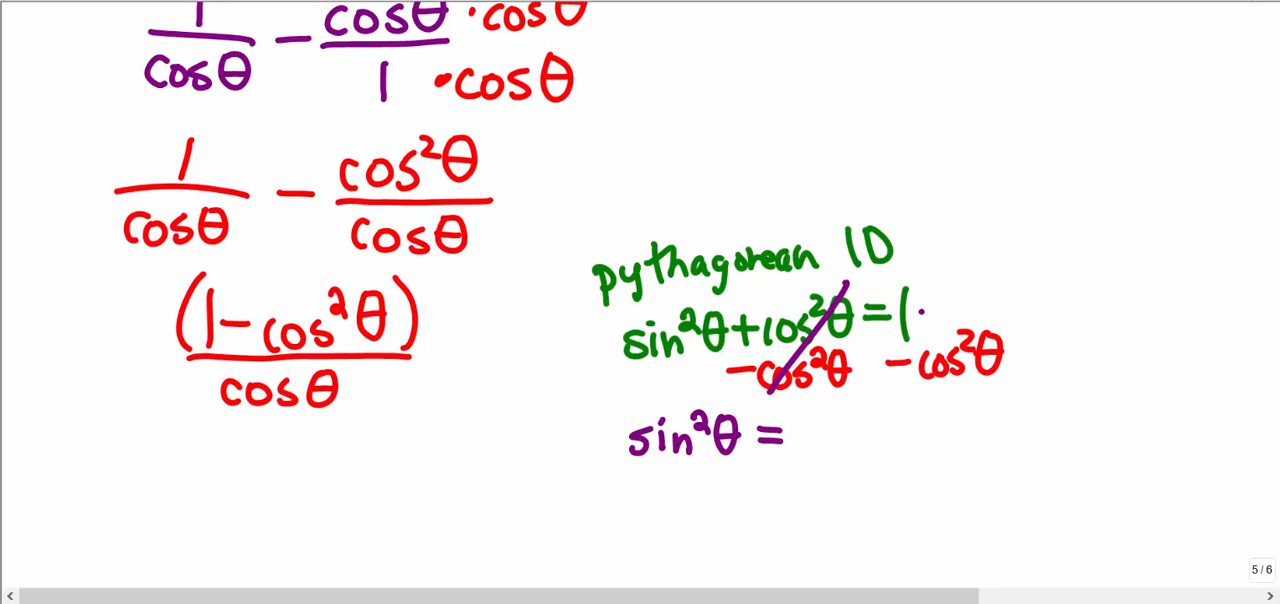 1/cosθ − cosθ/1 ·cosθ/·cosθ
1/cosθ − cos²θ/cosθ
(1−cos²θ)/cosθ
pythagorean ID
sin²θ+cos²θ=1
−cos²θ −cos²θ
sin²θ =
5 / 6